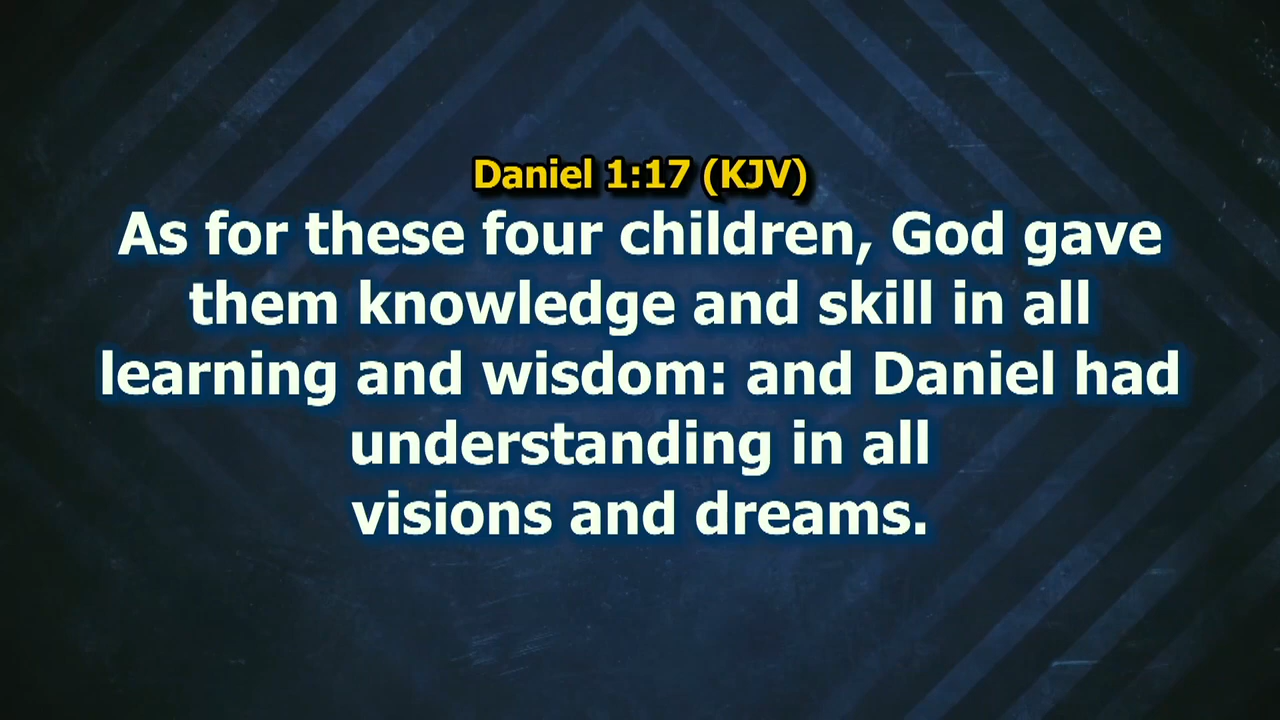 Daniel 1:17 (KJV)
As for these four children, God gave
them knowledge and skill in all
learning and wisdom: and Daniel had
understanding in all
visions and dreams.